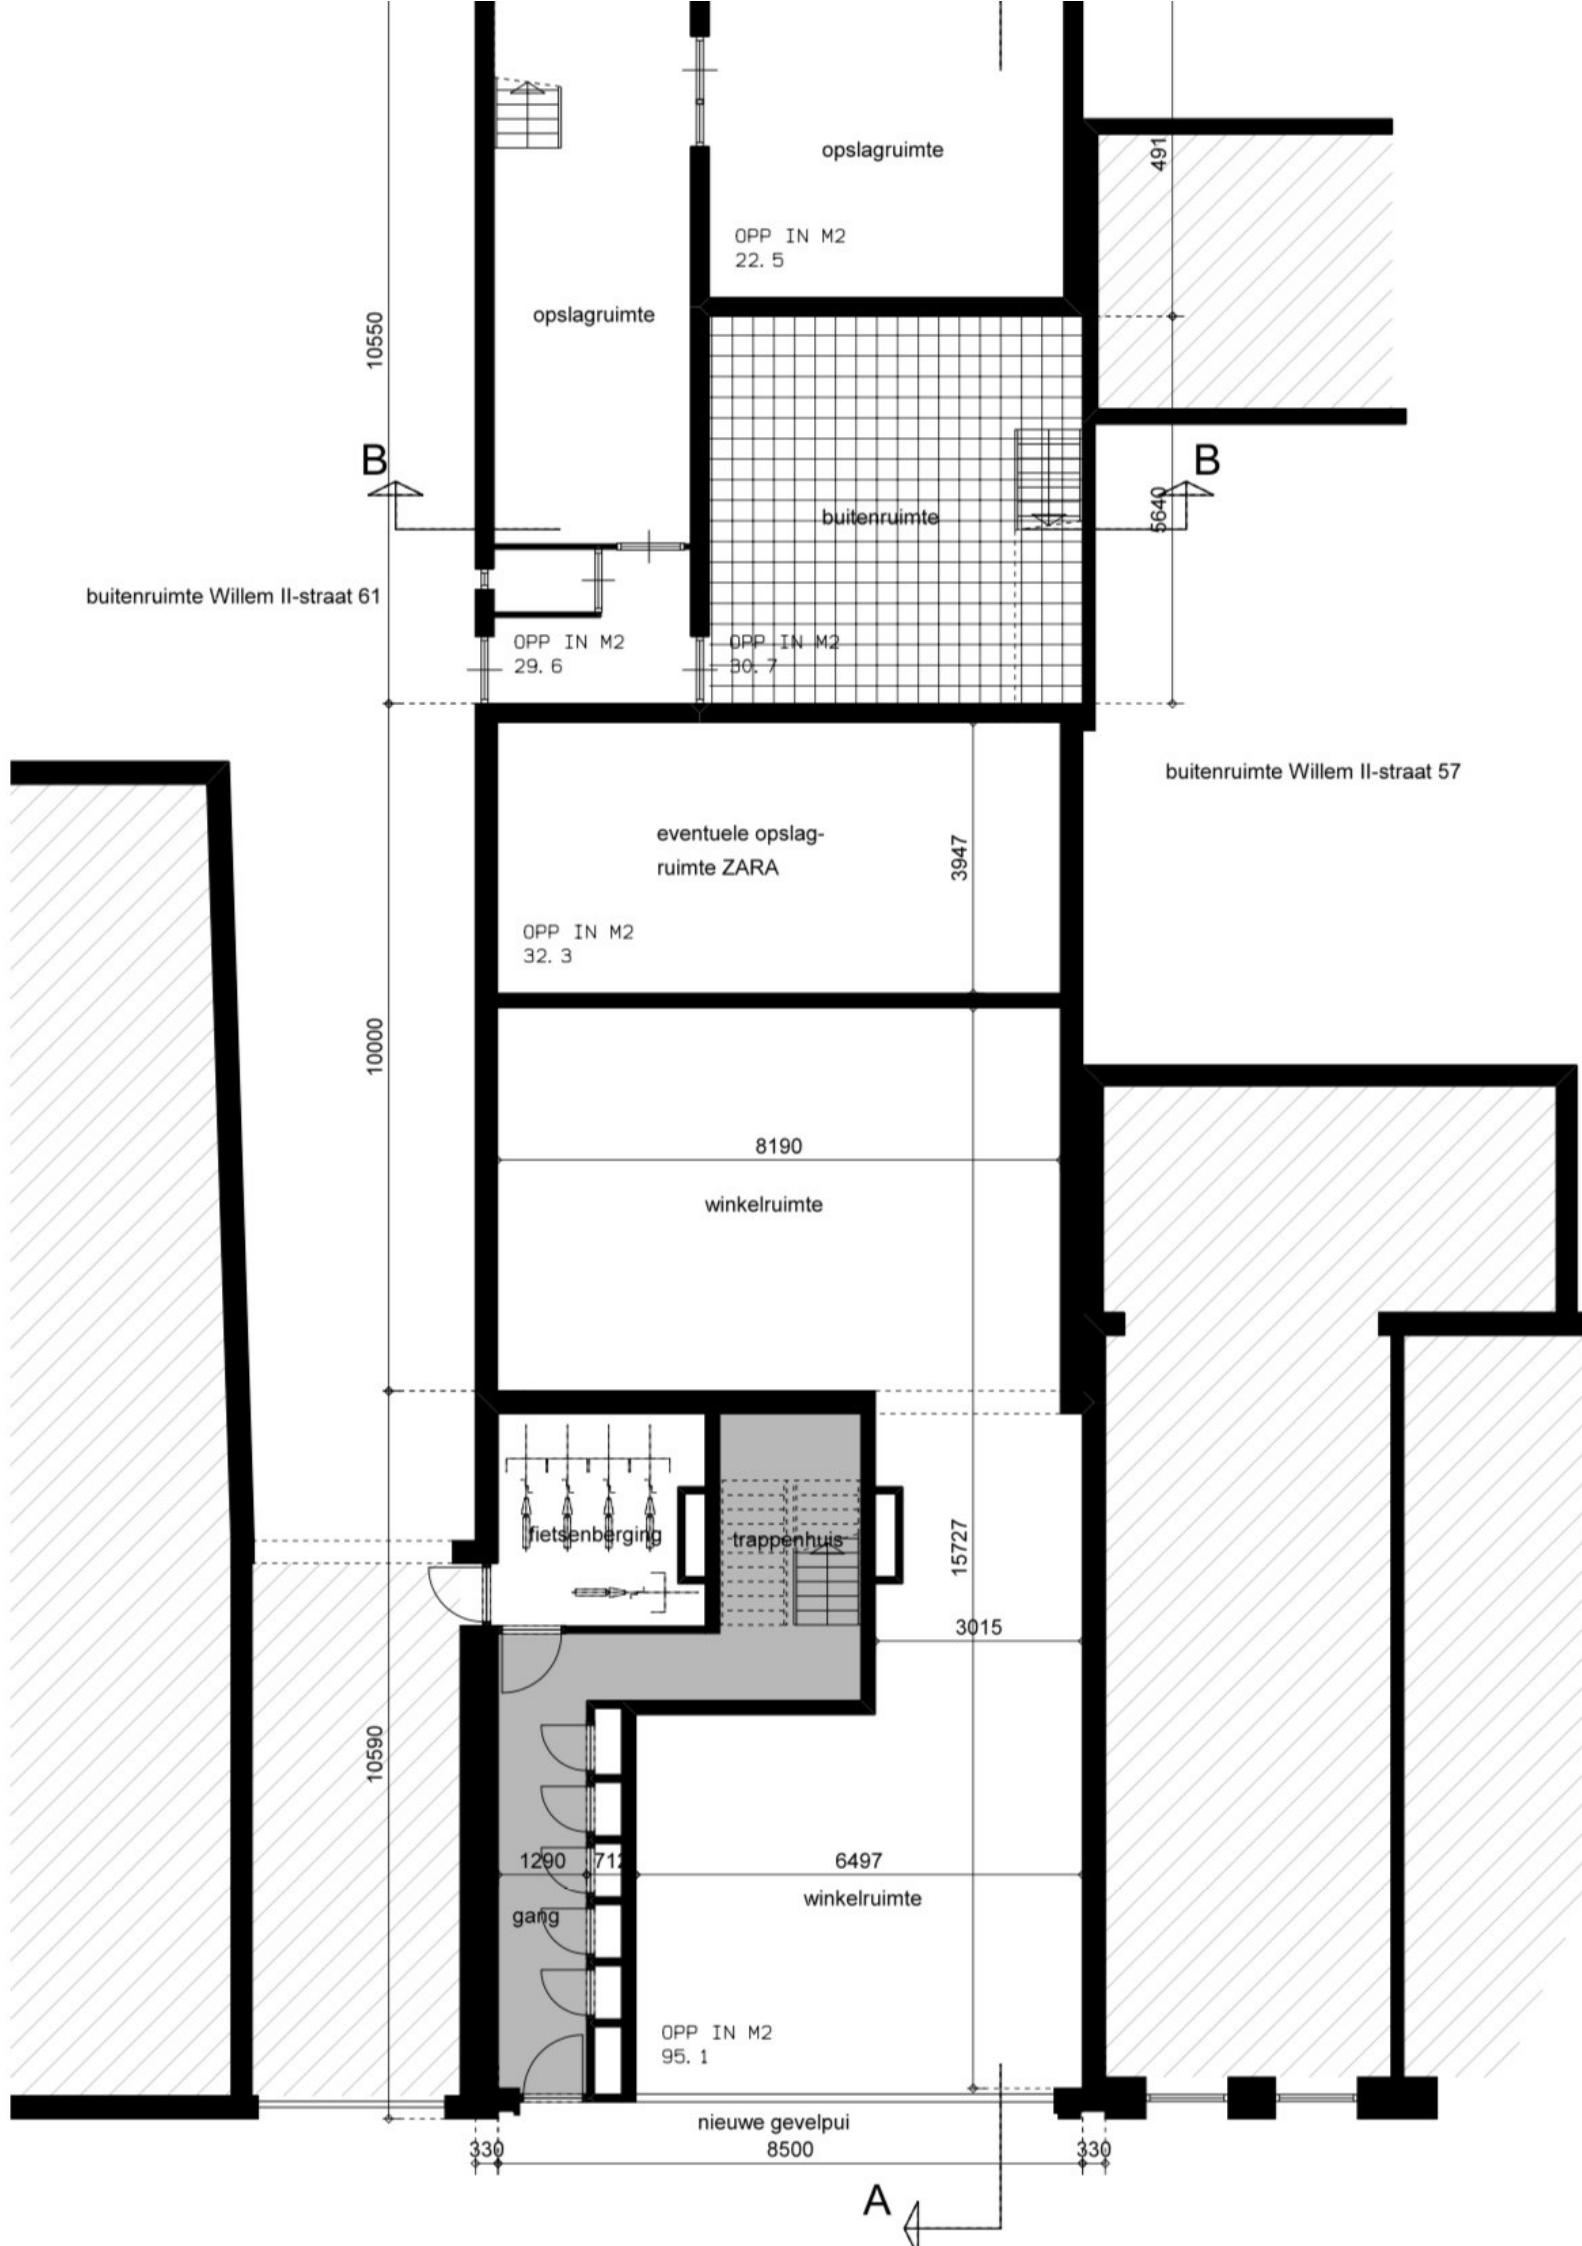 opslagruimte
491
OPP IN M2
22.5
opslagruimte
10550
B
B
buitenruimte
5640
buitenruimte Willem II-straat 61
OPP IN M2
29.6
OPP IN M2
30.7
buitenruimte Willem II-straat 57
eventuele opslag-
ruimte ZARA
3947
OPP IN M2
32.3
10000
8190
winkelruimte
fietsenberging
trappenhuis
15727
3015
10590
1290
712
6497
winkelruimte
gang
OPP IN M2
95.1
nieuwe gevelpui
330
8500
330
A